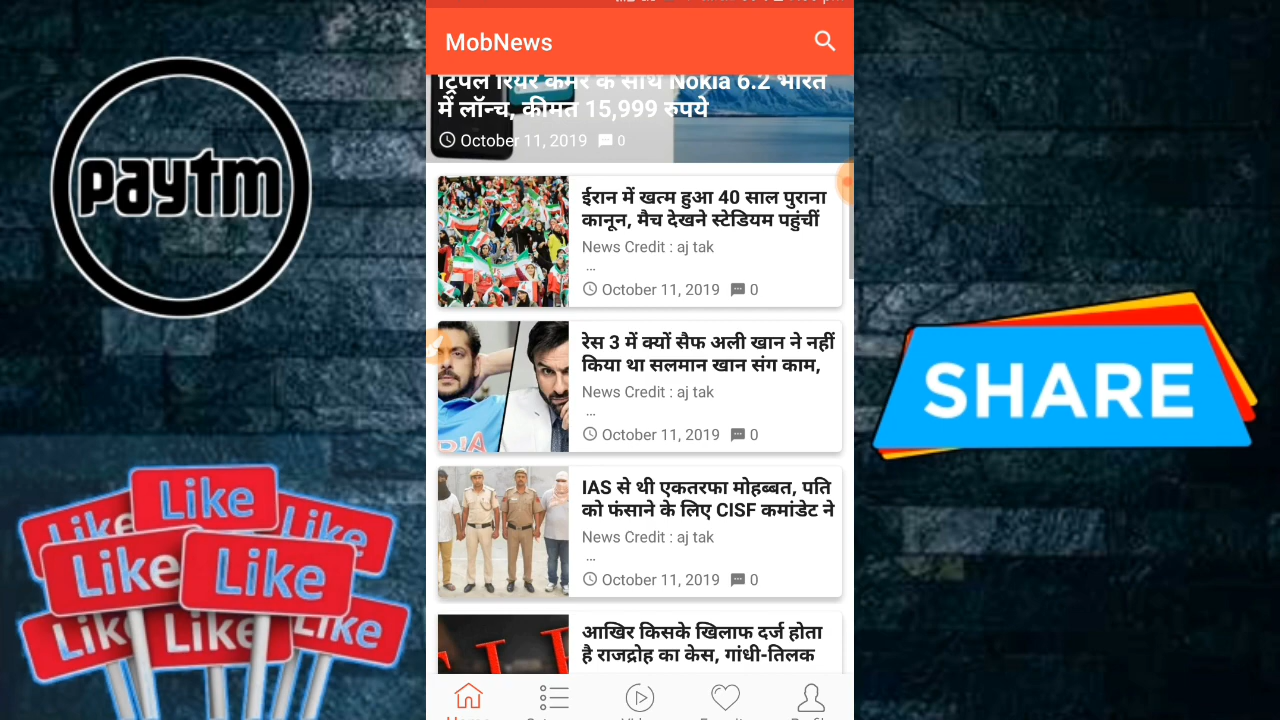 MobNews
ट्रिपल रियर कैमरे के साथ Nokia 6.2 भारत
में लॉन्च, कीमत 15,999 रुपये
October 11, 2019 0
ईरान में खत्म हुआ 40 साल पुराना
कानून, मैच देखने स्टेडियम पहुंचीं
News Credit : aj tak
...
October 11, 2019 0
रेस 3 में क्यों सैफ अली खान ने नहीं
किया था सलमान खान संग काम,
News Credit : aj tak
...
October 11, 2019 0
IAS से थी एकतरफा मोहब्बत, पति
को फंसाने के लिए CISF कमांडेट ने
News Credit : aj tak
...
October 11, 2019 0
आखिर किसके खिलाफ दर्ज होता
है राजद्रोह का केस, गांधी-तिलक
paytm
Like
Like
Like
Like
Like
Like
Like
Like
SHARE